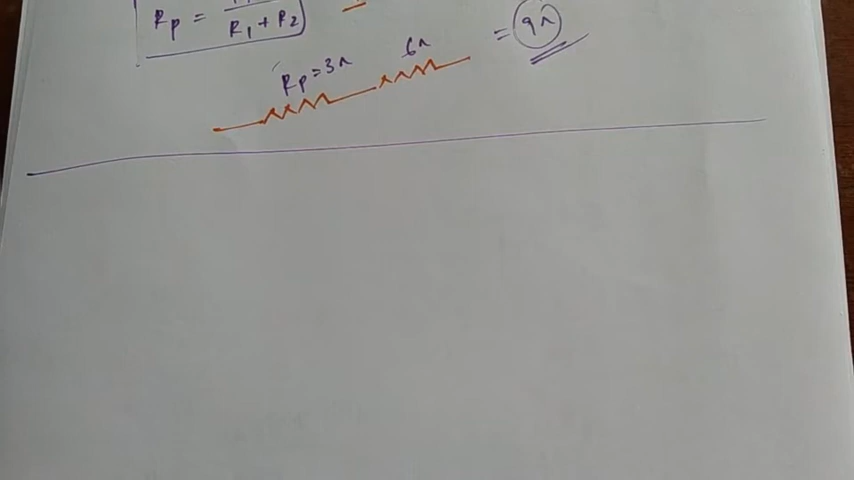 Rp = R1 + R2
Rp=3Ω 6Ω = 9Ω